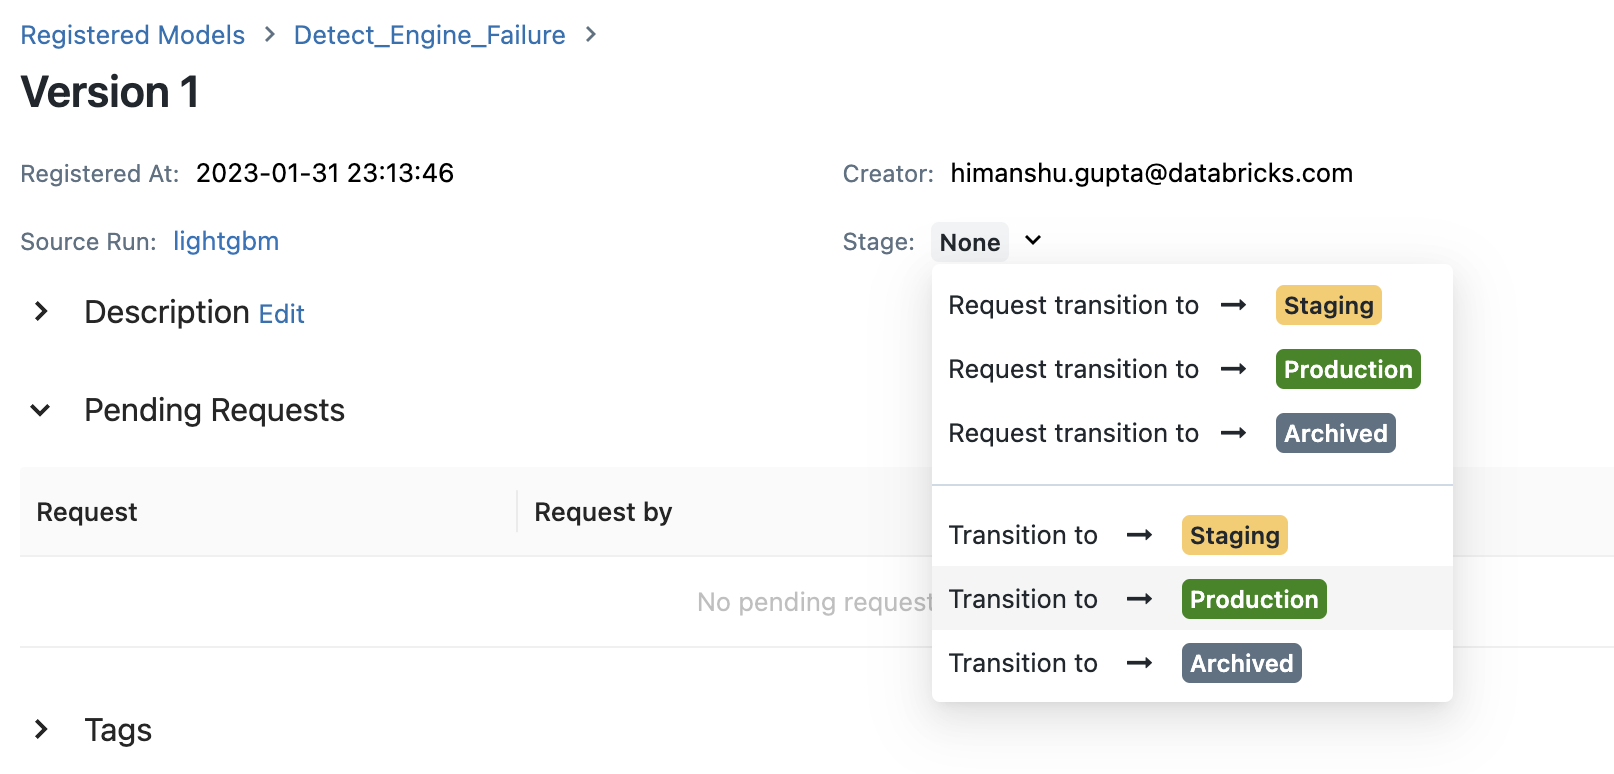 Registered Models > Detect_Engine_Failure >
Version 1
Registered At: 2023-01-31 23:13:46
Creator: himanshu.gupta@databricks.com
Source Run: lightgbm
Stage: None
Request transition to → Staging
Request transition to → Production
Request transition to → Archived
Transition to → Staging
Transition to → Production
Transition to → Archived
Description Edit
Pending Requests
Request Request by
No pending request
Tags